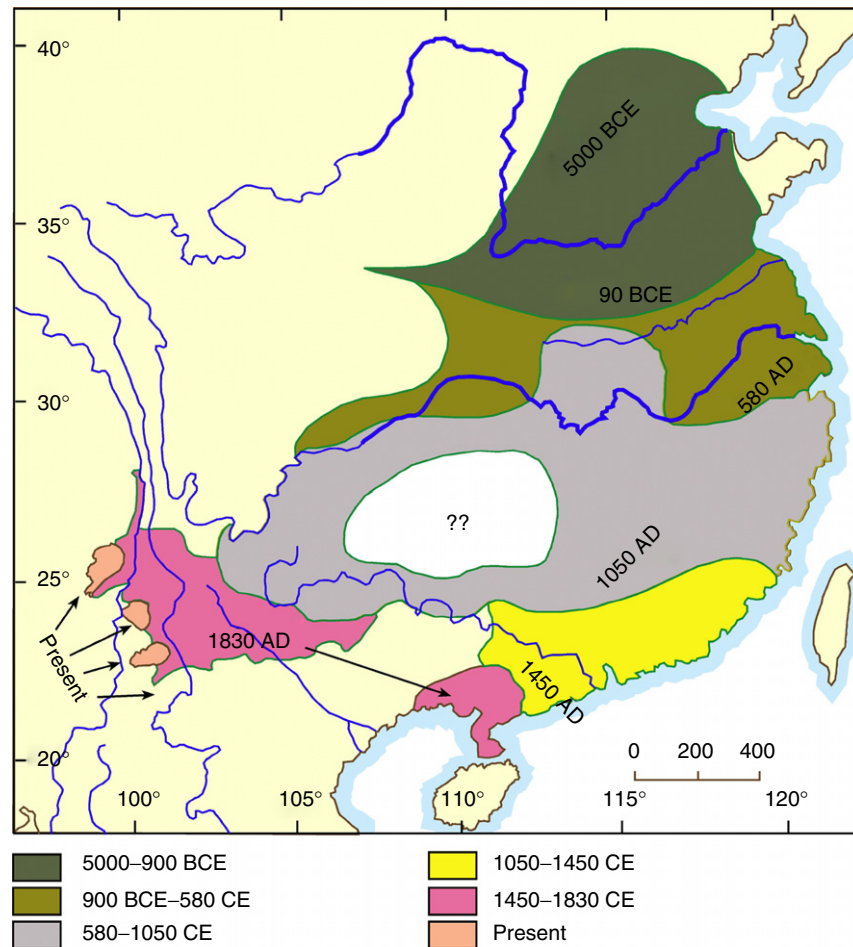 40°
5000 BCE
35°
90 BCE
30°
580 AD
??
1050 AD
25°
Present
1830 AD
1450 AD
20°
0 200 400
100° 105° 110° 115° 120°
5000–900 BCE
900 BCE–580 CE
580–1050 CE
1050–1450 CE
1450–1830 CE
Present